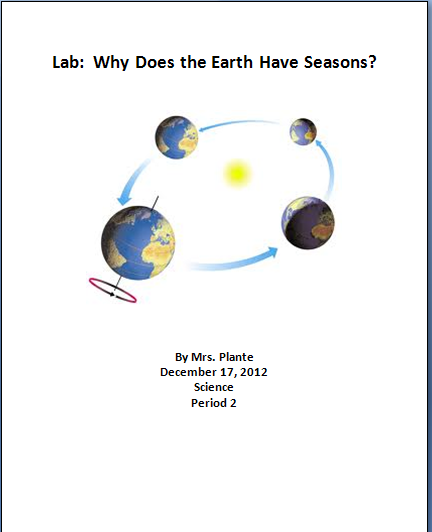 Lab:  Why Does the Earth Have Seasons?
By Mrs. Plante
December 17, 2012
Science
Period 2